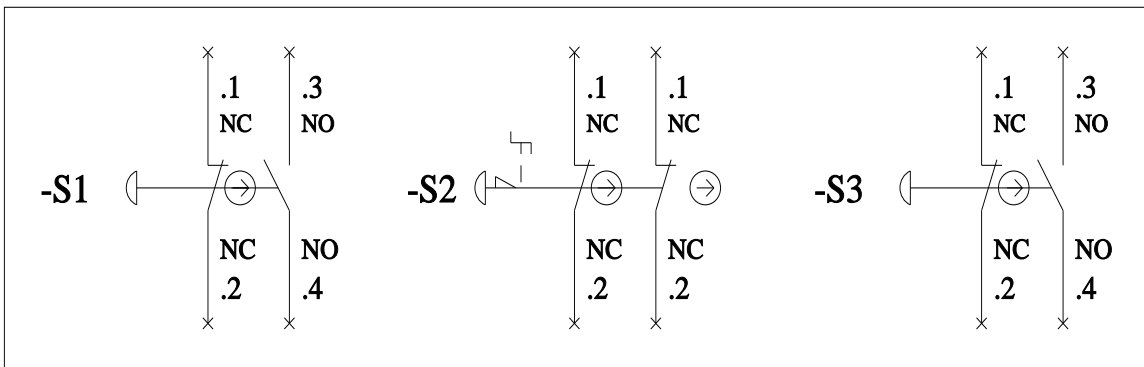 .1 .3 .1 .1 .1 .3
NC NO NC NC NC NO
-S1 -S2 -S3
NC NO NC NC NC NO
.2 .4 .2 .2 .2 .4